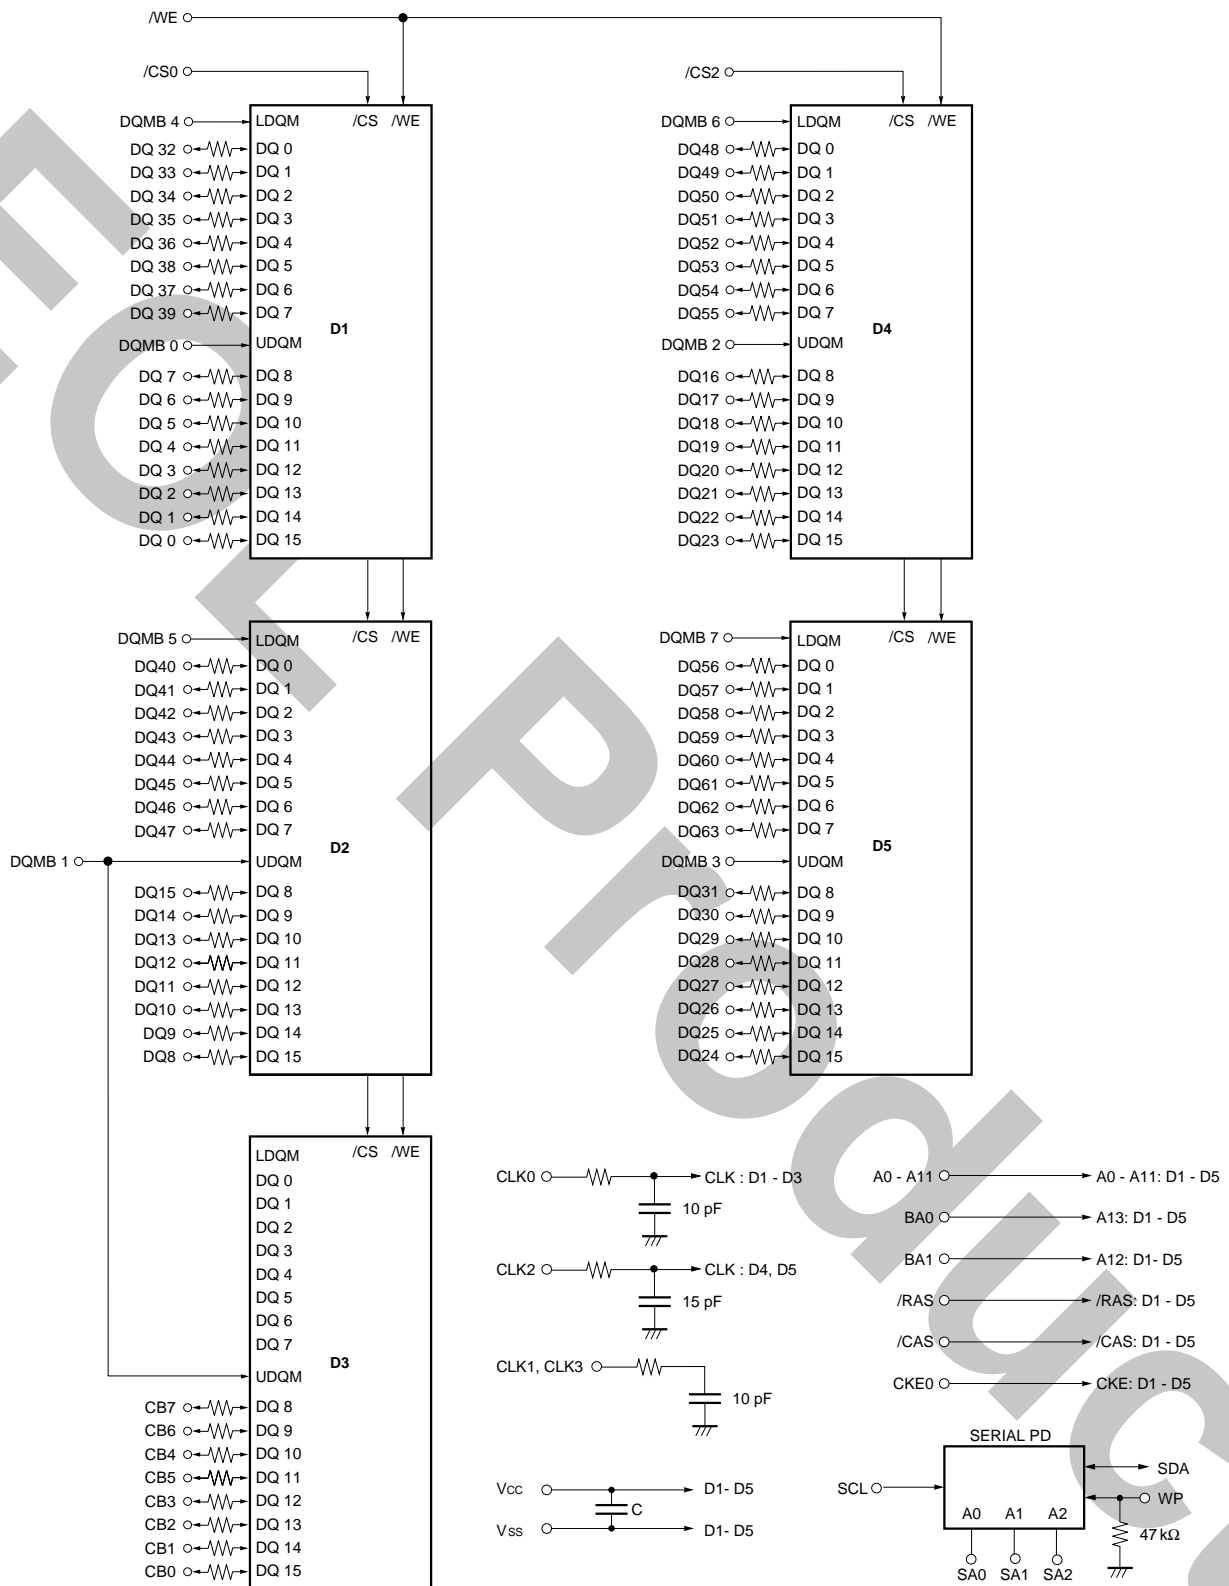 /WE
/CS0
/CS2
DQMB 4 LDQM /CS /WE
DQ 32 DQ 0
DQ 33 DQ 1
DQ 34 DQ 2
DQ 35 DQ 3
DQ 36 DQ 4
DQ 38 DQ 5
DQ 37 DQ 6
DQ 39 DQ 7
D1
DQMB 0 UDQM
DQ 7 DQ 8
DQ 6 DQ 9
DQ 5 DQ 10
DQ 4 DQ 11
DQ 3 DQ 12
DQ 2 DQ 13
DQ 1 DQ 14
DQ 0 DQ 15
DQMB 6 LDQM /CS /WE
DQ48 DQ 0
DQ49 DQ 1
DQ50 DQ 2
DQ51 DQ 3
DQ52 DQ 4
DQ53 DQ 5
DQ54 DQ 6
DQ55 DQ 7
D4
DQMB 2 UDQM
DQ16 DQ 8
DQ17 DQ 9
DQ18 DQ 10
DQ19 DQ 11
DQ20 DQ 12
DQ21 DQ 13
DQ22 DQ 14
DQ23 DQ 15
DQMB 5 LDQM /CS /WE
DQ40 DQ 0
DQ41 DQ 1
DQ42 DQ 2
DQ43 DQ 3
DQ44 DQ 4
DQ45 DQ 5
DQ46 DQ 6
DQ47 DQ 7
D2
DQMB 1 UDQM
DQ15 DQ 8
DQ14 DQ 9
DQ13 DQ 10
DQ12 DQ 11
DQ11 DQ 12
DQ10 DQ 13
DQ9 DQ 14
DQ8 DQ 15
DQMB 7 LDQM /CS /WE
DQ56 DQ 0
DQ57 DQ 1
DQ58 DQ 2
DQ59 DQ 3
DQ60 DQ 4
DQ61 DQ 5
DQ62 DQ 6
DQ63 DQ 7
D5
DQMB 3 UDQM
DQ31 DQ 8
DQ30 DQ 9
DQ29 DQ 10
DQ28 DQ 11
DQ27 DQ 12
DQ26 DQ 13
DQ25 DQ 14
DQ24 DQ 15
LDQM /CS /WE
DQ 0
DQ 1
DQ 2
DQ 3
DQ 4
DQ 5
DQ 6
DQ 7
D3
UDQM
CB7 DQ 8
CB6 DQ 9
CB4 DQ 10
CB5 DQ 11
CB3 DQ 12
CB2 DQ 13
CB1 DQ 14
CB0 DQ 15
CLK0 CLK : D1 - D3
10 pF
CLK2 CLK : D4, D5
15 pF
CLK1, CLK3
10 pF
Vcc D1- D5
C
Vss D1- D5
A0 - A11 A0 - A11: D1 - D5
BA0 A13: D1 - D5
BA1 A12: D1- D5
/RAS /RAS: D1 - D5
/CAS /CAS: D1 - D5
CKE0 CKE: D1 - D5
SERIAL PD
SCL SDA
WP
A0 A1 A2
47 kΩ
SA0 SA1 SA2
EOL Product